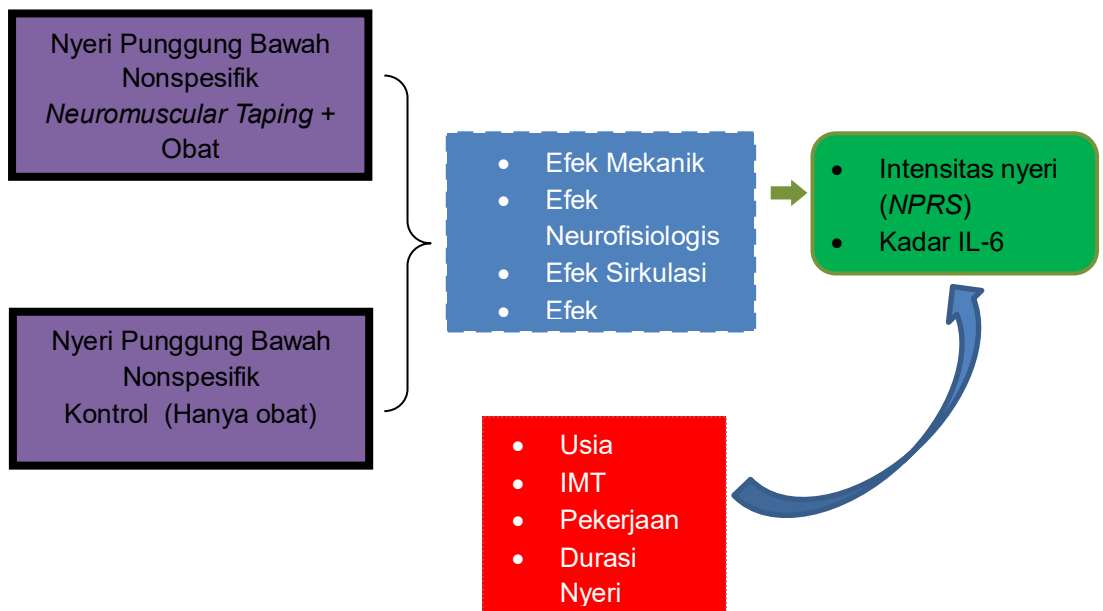 Nyeri Punggung Bawah
Nonspesifik
Neuromuscular Taping +
Obat
Nyeri Punggung Bawah
Nonspesifik
Kontrol (Hanya obat)
• Efek Mekanik
• Efek
Neurofisiologis
• Efek Sirkulasi
• Efek
• Intensitas nyeri
(NPRS)
• Kadar IL-6
• Usia
• IMT
• Pekerjaan
• Durasi
Nyeri